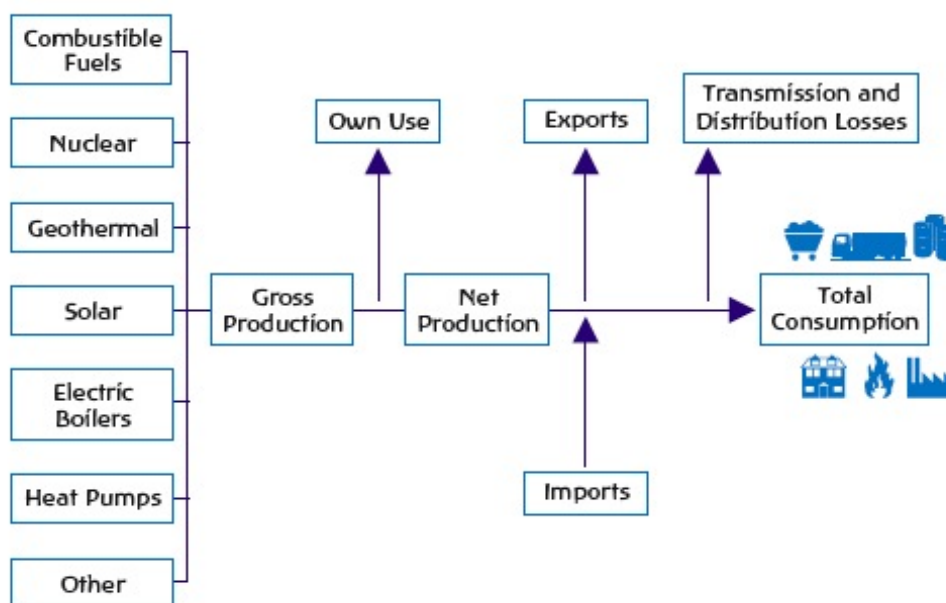 Combustible
Fuels
Nuclear
Geothermal
Solar
Electric
Boilers
Heat Pumps
Other
Gross
Production
Own Use
Net
Production
Exports
Imports
Transmission and
Distribution Losses
Total
Consumption